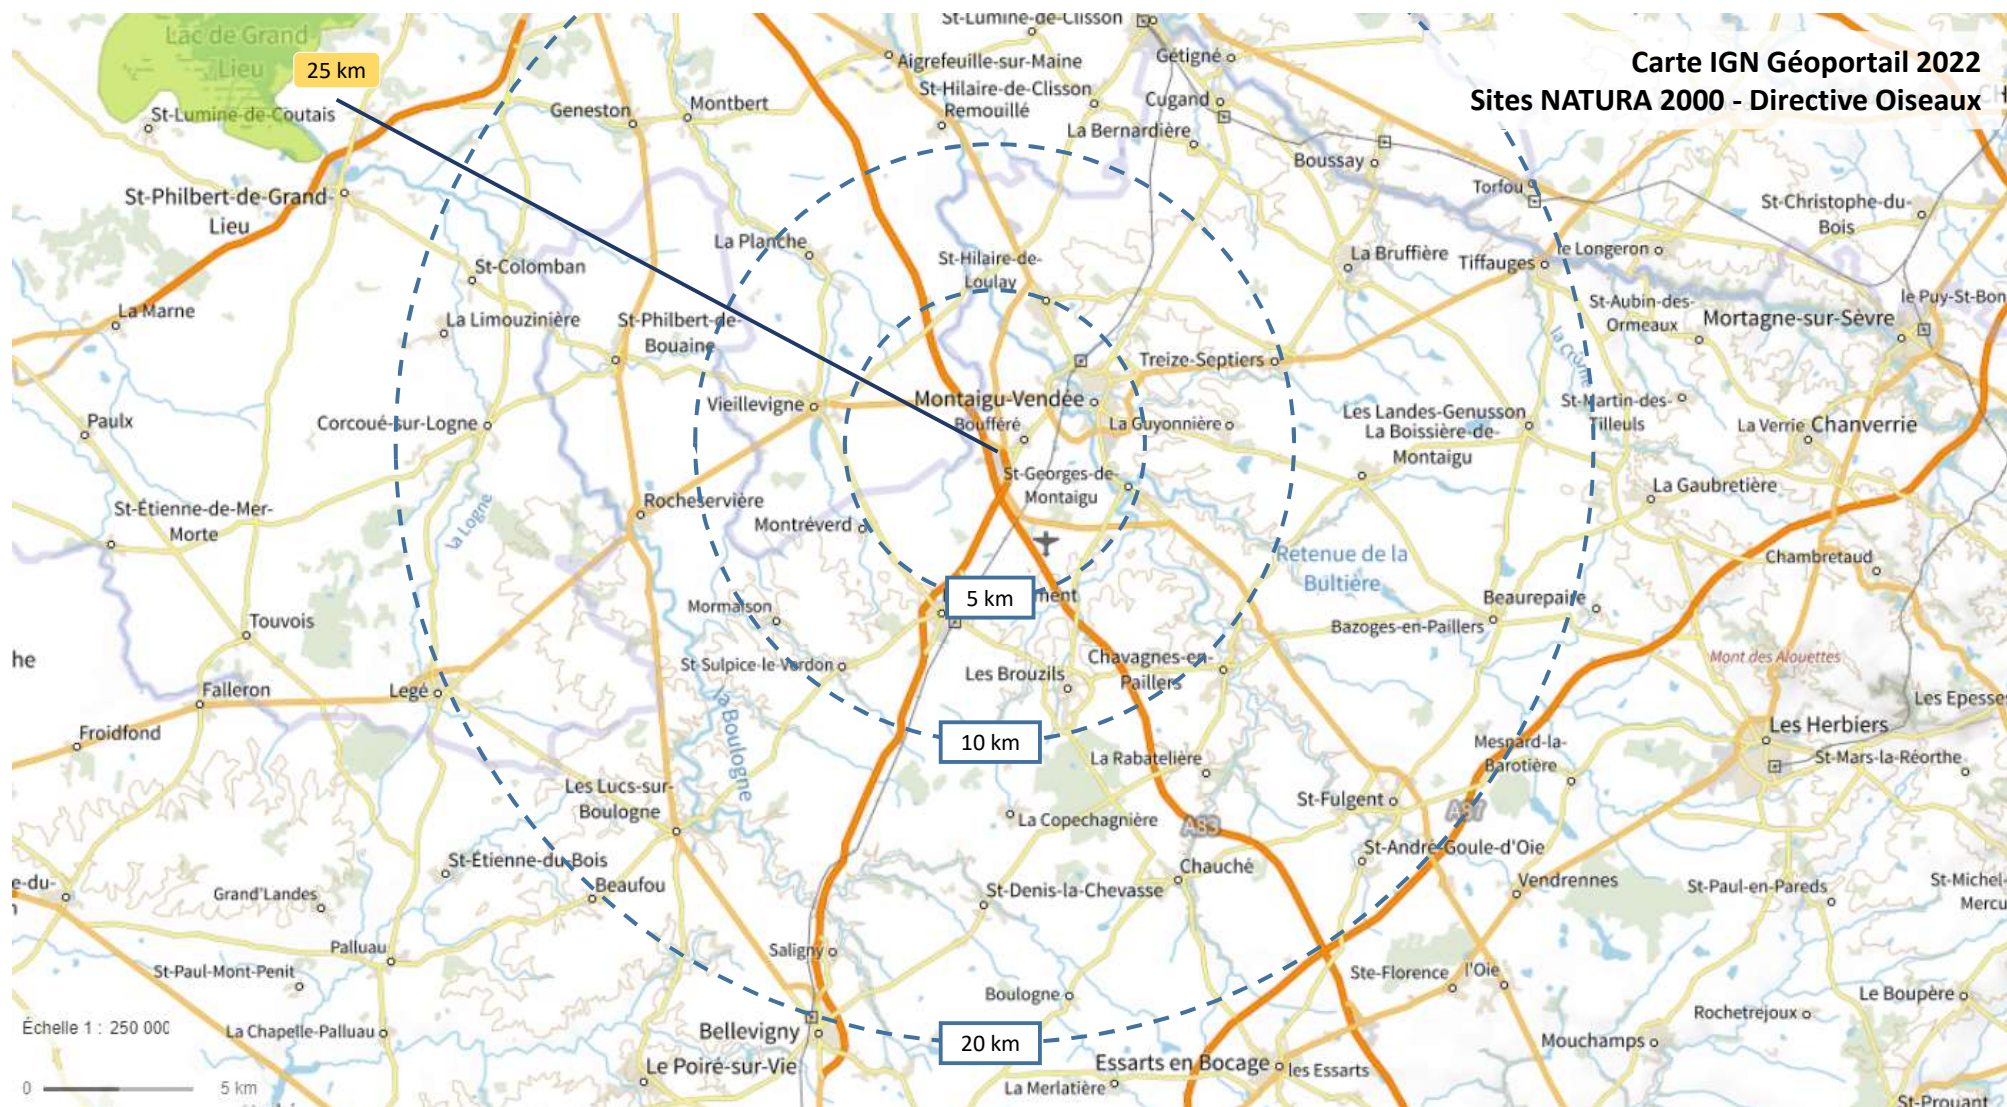 Carte IGN Géoportail 2022
Sites NATURA 2000 - Directive Oiseaux
Lac de Grand
Lieu
25 km
St-Lumine-de-Clisson
Aigrefeuille-sur-Maine
Gétigné
St-Hilaire-de-Clisson
Remouillé
Cugand
La Bernardière
Geneston
Montbert
St-Lumine-de-Coutais
Boussay
Torfou
St-Philbert-de-Grand-
Lieu
St-Christophe-du-
Bois
La Planche
St-Hilaire-de-
Loulay
La Bruffière
Tiffauges
le Longeron
St-Colomban
La Marne
La Limouzinière
St-Philbert-de-
Bouaine
St-Aubin-des-
Ormeaux
Mortagne-sur-Sèvre
le Puy-St-Bon
la Crûme
Treize-Septiers
Montaigu-Vendée
Vieillevigne
Boufféré
La Guyonnière
Les Landes-Genusson
La Boissière-de-
Montaigu
St-Martin-des-
Tilleuls
La Verrie
Chanverrie
Paulx
Corcoué-sur-Logne
St-Georges-de-
Montaigu
La Gaubretière
Rocheservière
Montréverd
la Logne
St-Étienne-de-Mer-
Morte
Retenue de la
Bultière
Chambretaud
5 km
ment
Mormaison
Beaurepaire
Bazoges-en-Paillers
Touvois
he
St-Sulpice-le-Verdon
Les Brouzils
Chavagnes-en-
Paillers
Mont des Alouettes
Falleron
Legé
Les Epesse
Froidfond
la Boulogne
10 km
Les Herbiers
Mesnard-la-
Barotière
St-Mars-la-Réorthe
La Rabatelière
Les Lucs-sur-
Boulogne
St-Fulgent
A87
La Copechagnière
A83
St-André-Goule-d'Oie
St-Étienne-du-Bois
Chauché
e-du-
Grand'Landes
Beaufou
St-Denis-la-Chevasse
Vendrennes
St-Paul-en-Pareds
St-Michel-
Mercu
Palluau
Saligny
St-Paul-Mont-Penit
Ste-Florence
l'Oie
Boulogne
Le Boupère
Rochetrejoux
Échelle 1 : 250 000
La Chapelle-Palluau
Bellevigny
20 km
Mouchamps
Le Poiré-sur-Vie
Essarts en Bocage
les Essarts
0
5 km
La Merlatière
St-Prouant